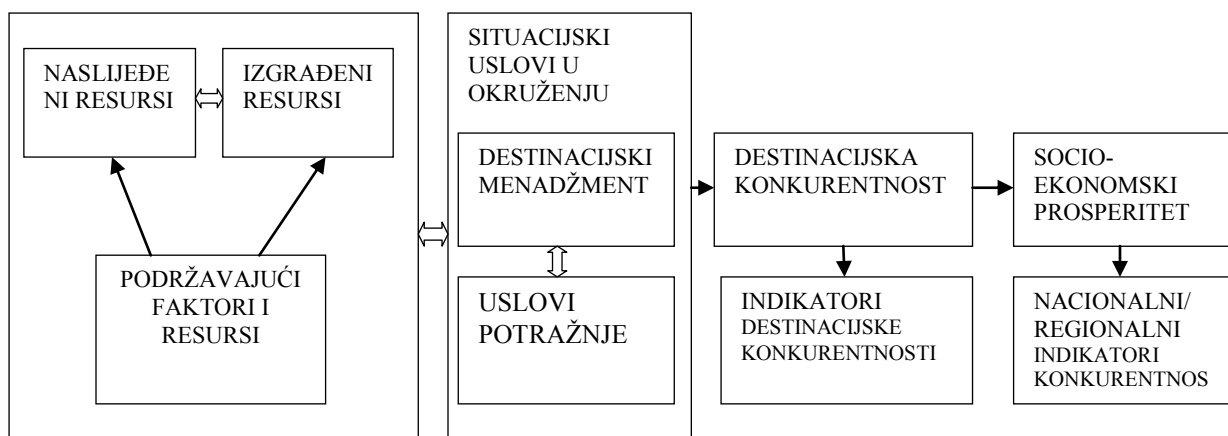 NASLIJEĐE
NI RESURSI
IZGRAĐENI
RESURSI
PODRŽAVAJUĆI
FAKTORI I
RESURSI
SITUACIJSKI
USLOVI U
OKRUŽENJU
DESTINACIJSKI
MENADŽMENT
USLOVI
POTRAŽNJE
DESTINACIJSKA
KONKURENTNOST
INDIKATORI
DESTINACIJSKE
KONKURENTNOSTI
SOCIO-
EKONOMSKI
PROSPERITET
NACIONALNI/
REGIONALNI
INDIKATORI
KONKURENTNOS